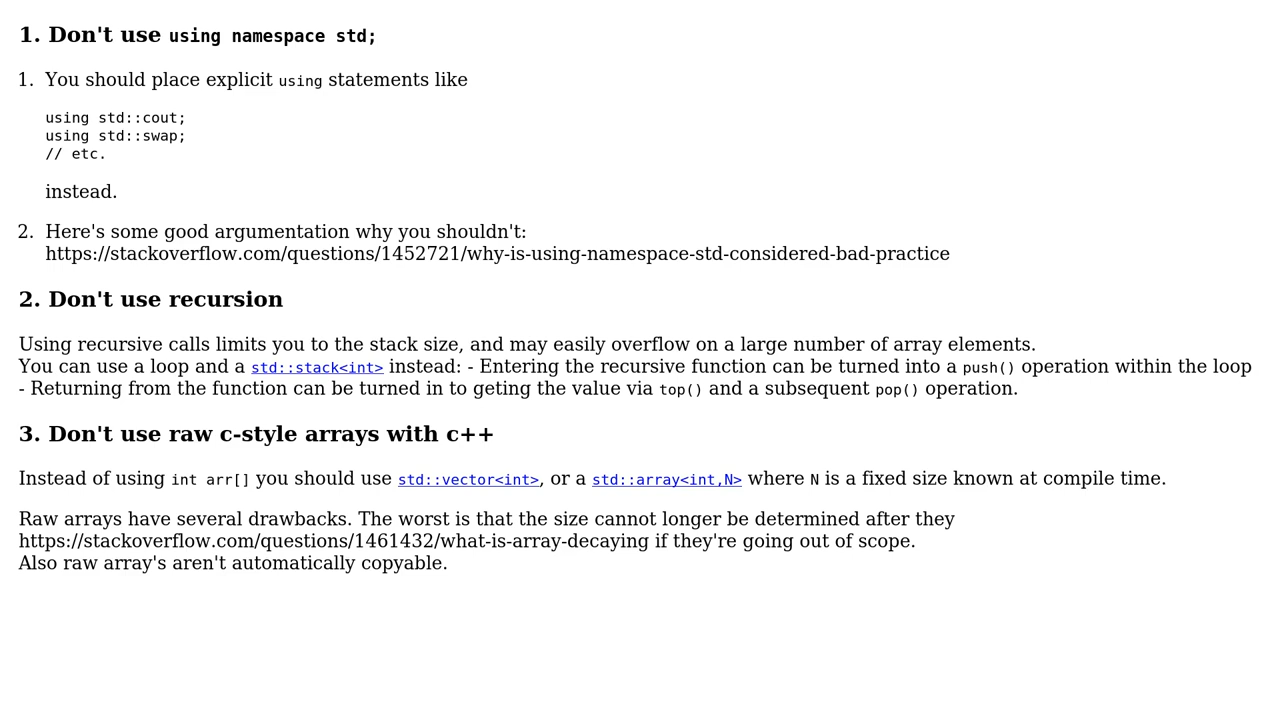 1. Don't use using namespace std;
1. You should place explicit using statements like
using std::cout;
using std::swap;
// etc.
instead.
2. Here's some good argumentation why you shouldn't:
https://stackoverflow.com/questions/1452721/why-is-using-namespace-std-considered-bad-practice
2. Don't use recursion
Using recursive calls limits you to the stack size, and may easily overflow on a large number of array elements.
You can use a loop and a std::stack<int> instead: - Entering the recursive function can be turned into a push() operation within the loop
- Returning from the function can be turned in to geting the value via top() and a subsequent pop() operation.
3. Don't use raw c-style arrays with c++
Instead of using int arr[] you should use std::vector<int>, or a std::array<int,N> where N is a fixed size known at compile time.
Raw arrays have several drawbacks. The worst is that the size cannot longer be determined after they
https://stackoverflow.com/questions/1461432/what-is-array-decaying if they're going out of scope.
Also raw array's aren't automatically copyable.